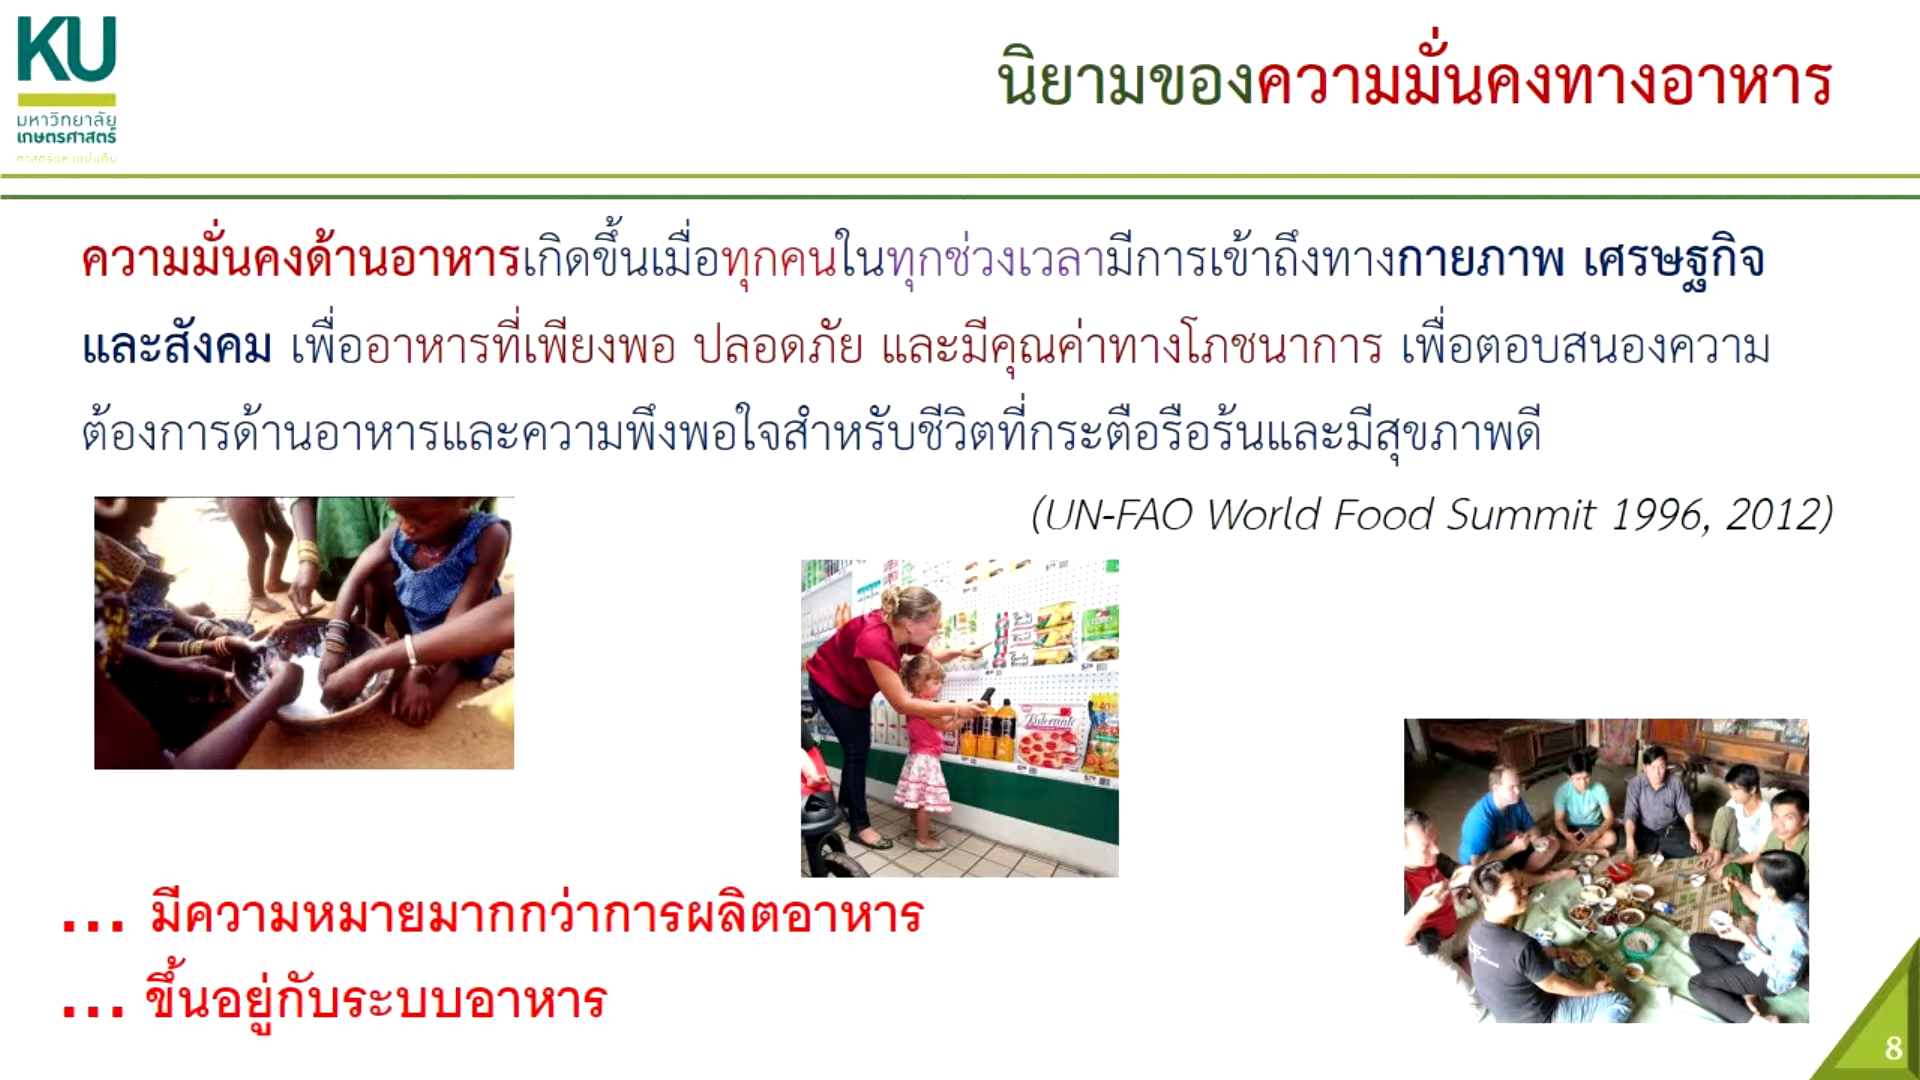 KU
มหาวิทยาลัย
เกษตรศาสตร์
ศาสตร์แห่งแผ่นดิน
นิยามของความมั่นคงทางอาหาร
ความมั่นคงด้านอาหารเกิดขึ้นเมื่อทุกคนในทุกช่วงเวลามีการเข้าถึงทางกายภาพ เศรษฐกิจ
และสังคม เพื่ออาหารที่เพียงพอ ปลอดภัย และมีคุณค่าทางโภชนาการ เพื่อตอบสนองความ
ต้องการด้านอาหารและความพึงพอใจสำหรับชีวิตที่กระตือรือร้นและมีสุขภาพดี
(UN-FAO World Food Summit 1996, 2012)
Ristorante
... มีความหมายมากกว่าการผลิตอาหาร
... ขึ้นอยู่กับระบบอาหาร
8